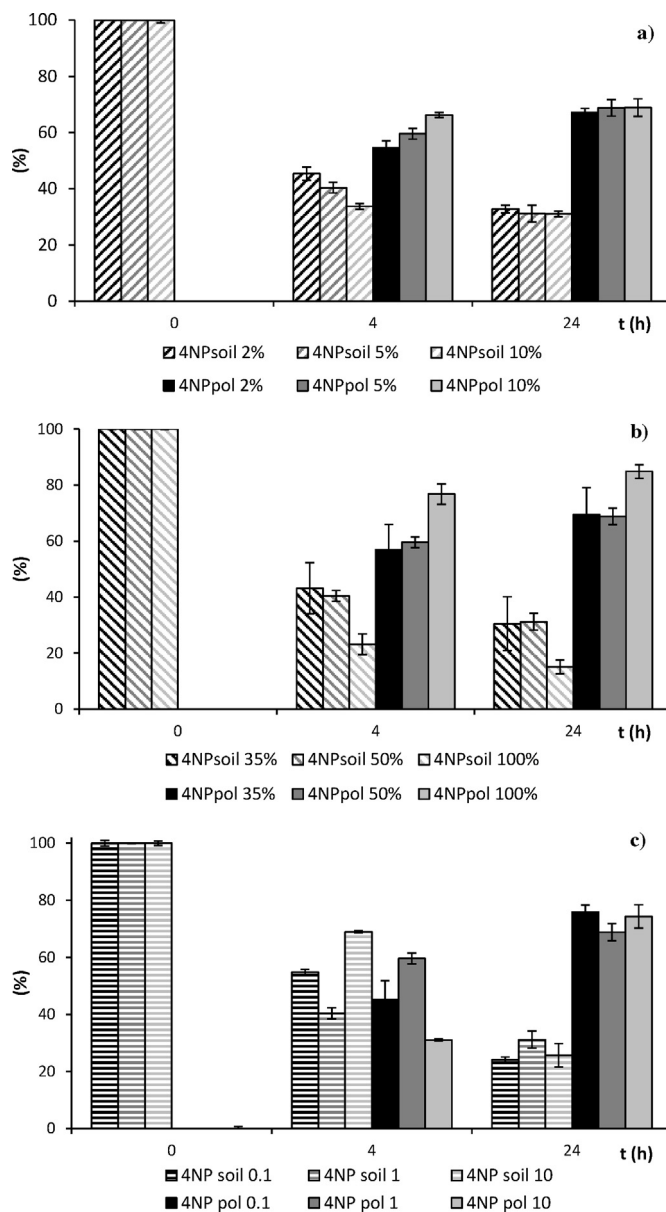 a)
100
80
60
40
20
0
(%)
0 4 24 t (h)
4NPsoil 2% 4NPsoil 5% 4NPsoil 10%
4NPpol 2% 4NPpol 5% 4NPpol 10%
b)
100
80
60
40
20
0
(%)
0 4 24 t (h)
4NPsoil 35% 4NPsoil 50% 4NPsoil 100%
4NPpol 35% 4NPpol 50% 4NPpol 100%
c)
100
80
60
40
20
0
(%)
0 4 24 t (h)
4NP soil 0.1 4NP soil 1 4NP soil 10
4NP pol 0.1 4NP pol 1 4NP pol 10